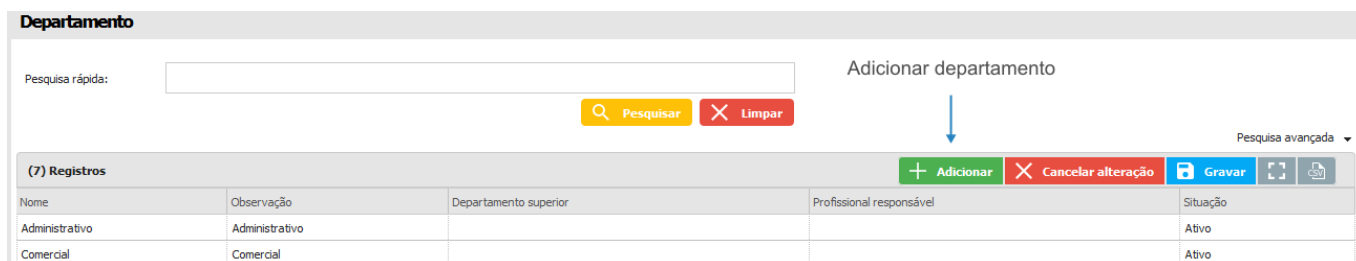 Departamento
Pesquisa rápida:
Adicionar departamento
Pesquisar Limpar
Pesquisa avançada
(7) Registros Adicionar Cancelar alteração Gravar CSV
Nome Observação Departamento superior Profissional responsável Situação
Administrativo Administrativo Ativo
Comercial Comercial Ativo